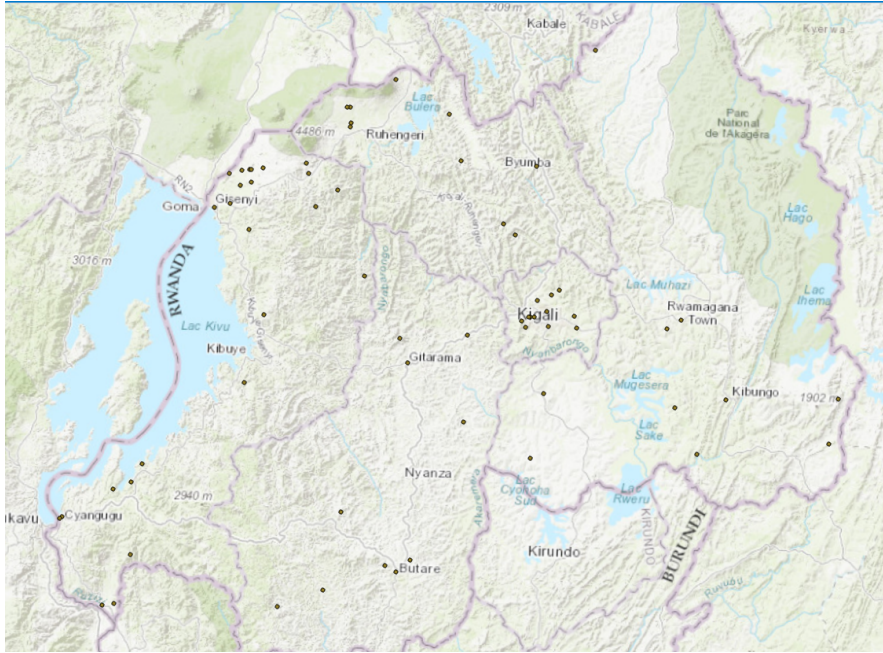 2309 m
Kabale
KABALE
Kyerwa
Lac
Bulera
Parc
National
de l'Akagéra
4486 m
Ruhengeri
Byumba
RN2
Gisenyi
Goma
Lac
Hago
3016 m
RWANDA
Nyabarongo
Lac Muhazi
Lac
Ihema
Lac Kivu
Rwamagana
Town
Kigali
Kibuye
Gitarama
Nyabarongo
Lac
Mugesera
Kibungo
1902 m
Lac
Sake
Nyanza
2940 m
Akanyaru
Lac
Cyohoha
Sud
Lac
Rweru
ukavu
Cyangugu
KIRUNDO
BURUNDI
Kirundo
Butare
Ruvubu